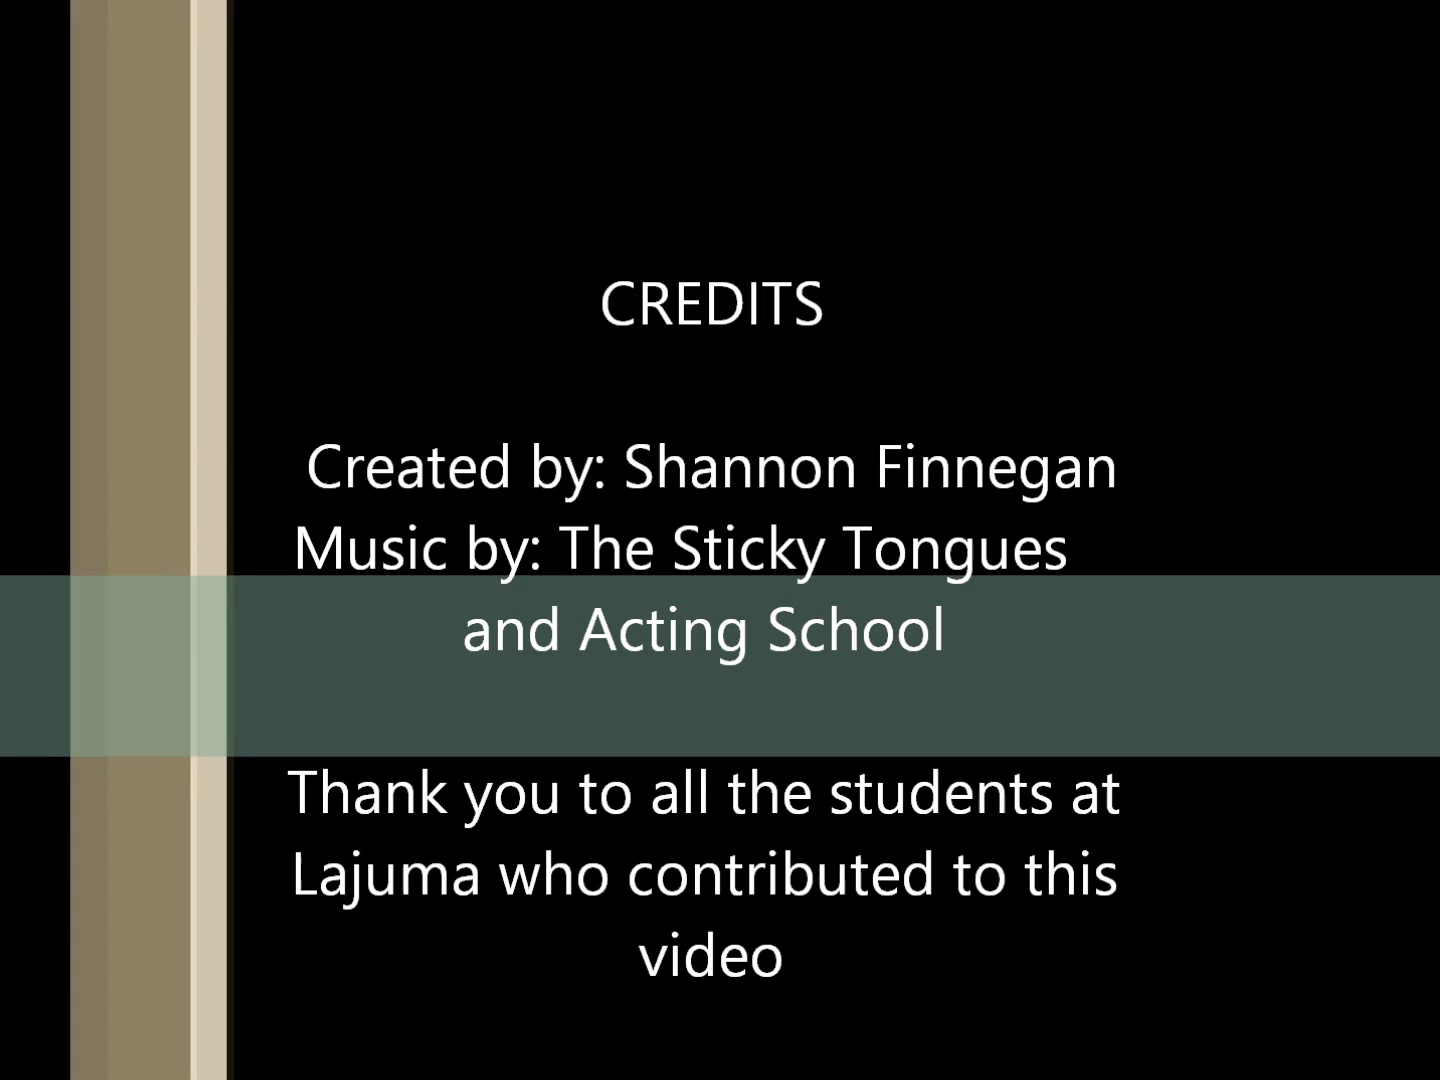 CREDITS
Created by: Shannon Finnegan
Music by: The Sticky Tongues
and Acting School
Thank you to all the students at
Lajuma who contributed to this
video